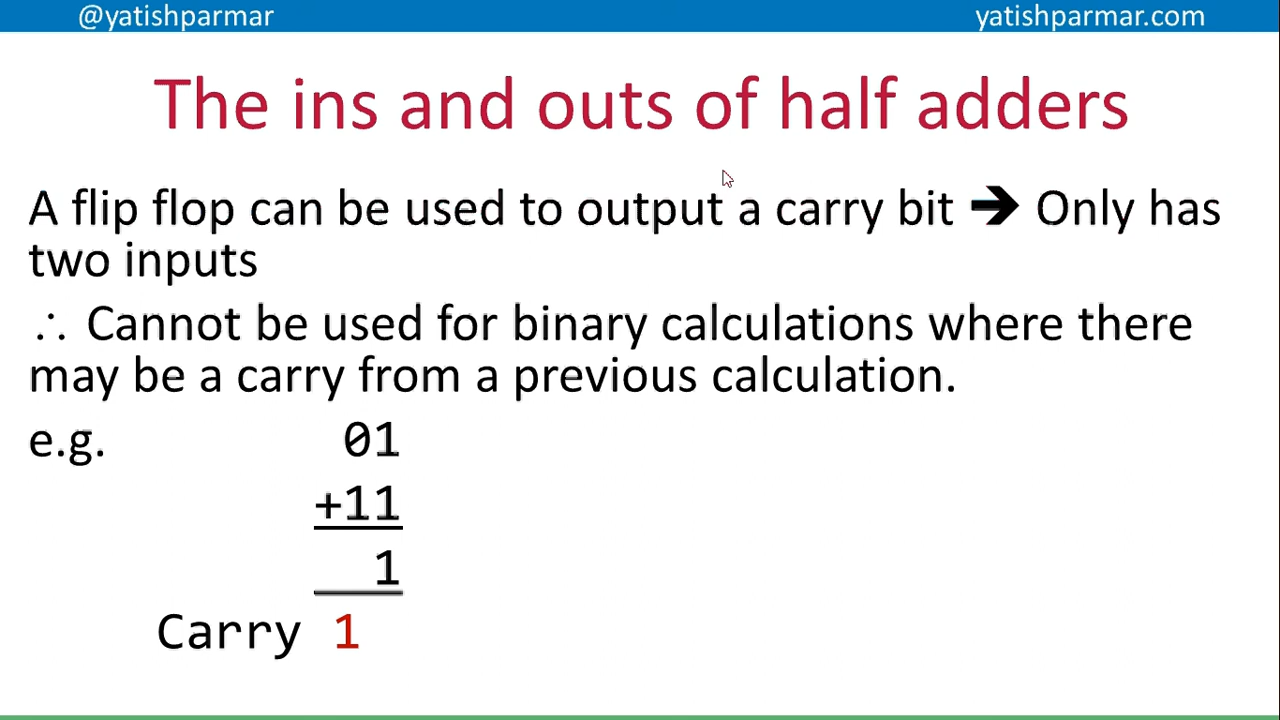 @yatishparmar yatishparmar.com
The ins and outs of half adders
A flip flop can be used to output a carry bit ➔ Only has
two inputs
∴ Cannot be used for binary calculations where there
may be a carry from a previous calculation.
e.g. 01
+11
1
Carry 1